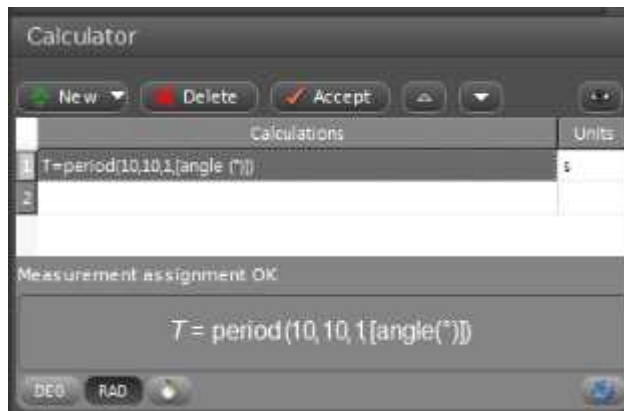 Calculator
New Delete Accept
Calculations Units
1 T=period(10,10,1,[angle (°)]) s
2
Measurement assignment OK
T = period(10,10,1,[angle(°)])
DEG RAD